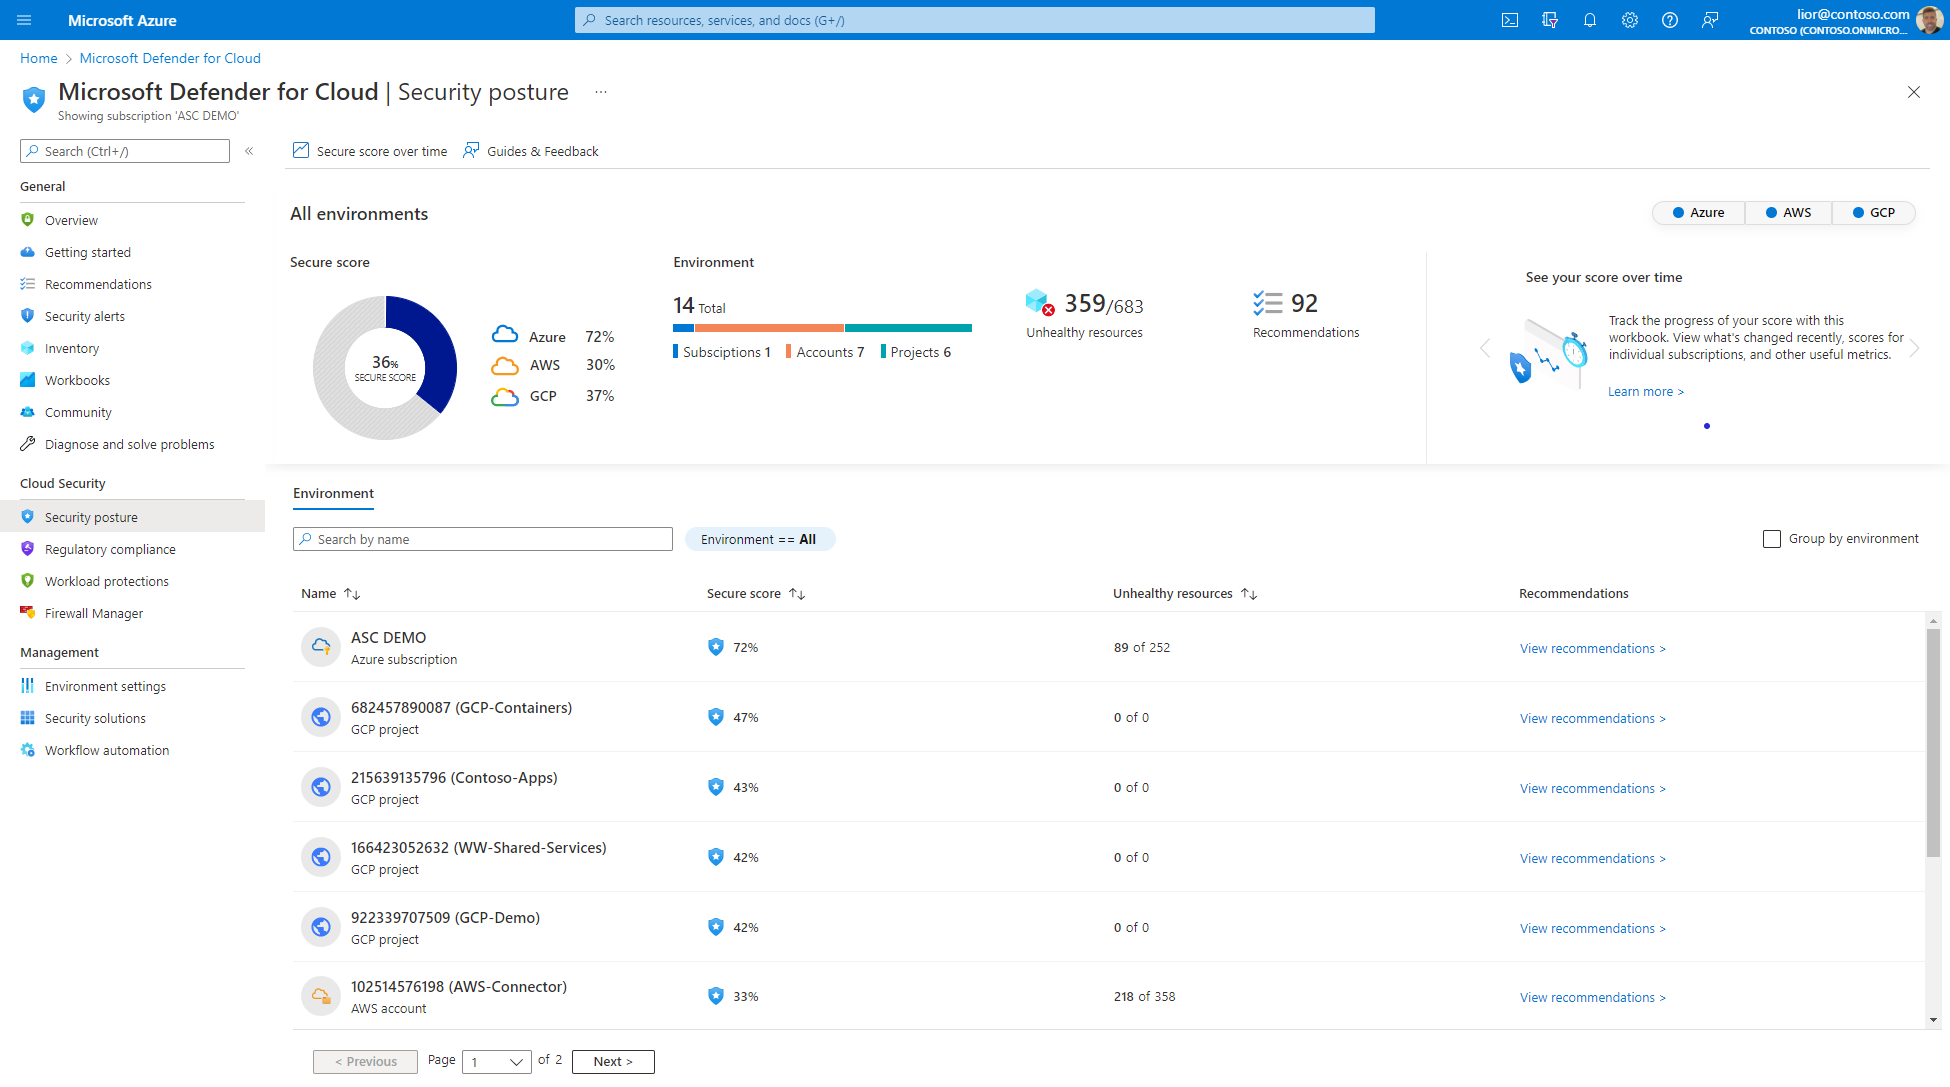 Microsoft Azure
Search resources, services, and docs (G+/)
lior@contoso.com
CONTOSO (CONTOSO.ONMICRO...
Home > Microsoft Defender for Cloud
Microsoft Defender for Cloud | Security posture ...
Showing subscription 'ASC DEMO'
Search (Ctrl+/) «
General
Overview
Getting started
Recommendations
Security alerts
Inventory
Workbooks
Community
Diagnose and solve problems
Cloud Security
Security posture
Regulatory compliance
Workload protections
Firewall Manager
Management
Environment settings
Security solutions
Workflow automation
Secure score over time Guides & Feedback
All environments
Azure AWS GCP
Secure score
36%
SECURE SCORE
Azure 72%
AWS 30%
GCP 37%
Environment
14 Total
Subsciptions 1 Accounts 7 Projects 6
359/683
Unhealthy resources
92
Recommendations
See your score over time
Track the progress of your score with this
workbook. View what's changed recently, scores for
individual subscriptions, and other useful metrics.
Learn more >
Environment
Search by name Environment == All Group by environment
Name Secure score Unhealthy resources Recommendations
ASC DEMO
Azure subscription
72% 89 of 252 View recommendations >
682457890087 (GCP-Containers)
GCP project
47% 0 of 0 View recommendations >
215639135796 (Contoso-Apps)
GCP project
43% 0 of 0 View recommendations >
166423052632 (WW-Shared-Services)
GCP project
42% 0 of 0 View recommendations >
922339707509 (GCP-Demo)
GCP project
42% 0 of 0 View recommendations >
102514576198 (AWS-Connector)
AWS account
33% 218 of 358 View recommendations >
< Previous Page 1 of 2 Next >